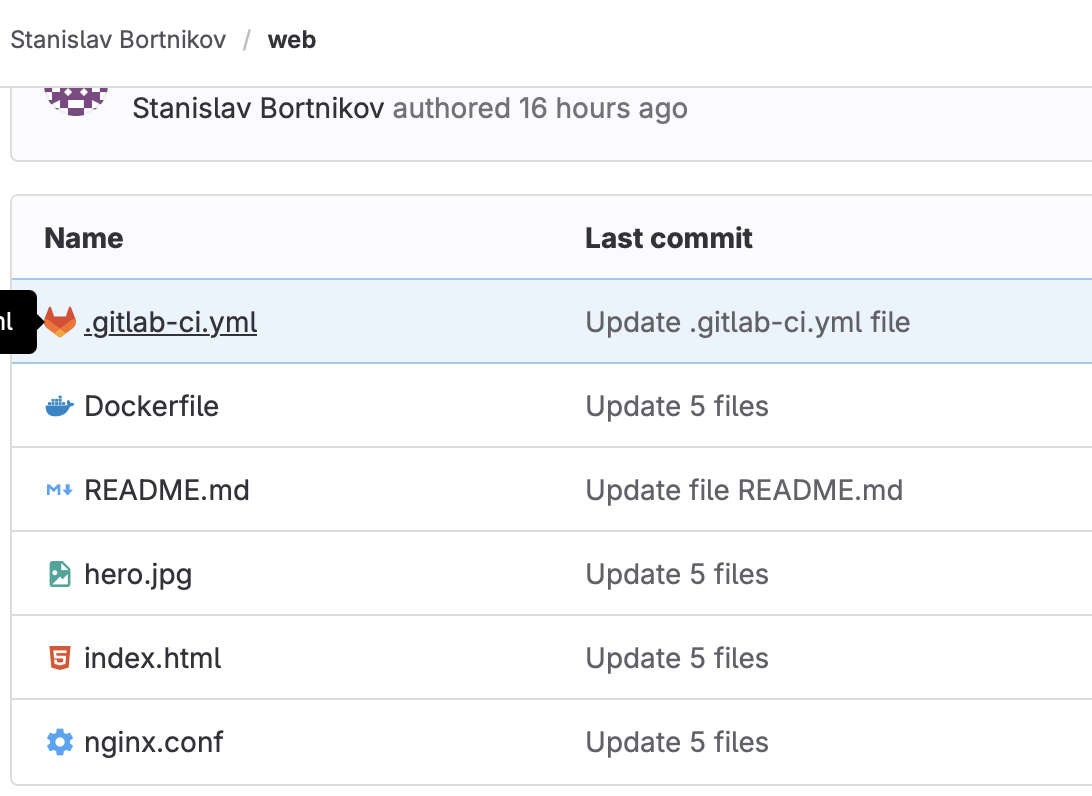 Stanislav Bortnikov / web
Stanislav Bortnikov authored 16 hours ago
Name Last commit
.gitlab-ci.yml Update .gitlab-ci.yml file
Dockerfile Update 5 files
README.md Update file README.md
hero.jpg Update 5 files
index.html Update 5 files
nginx.conf Update 5 files